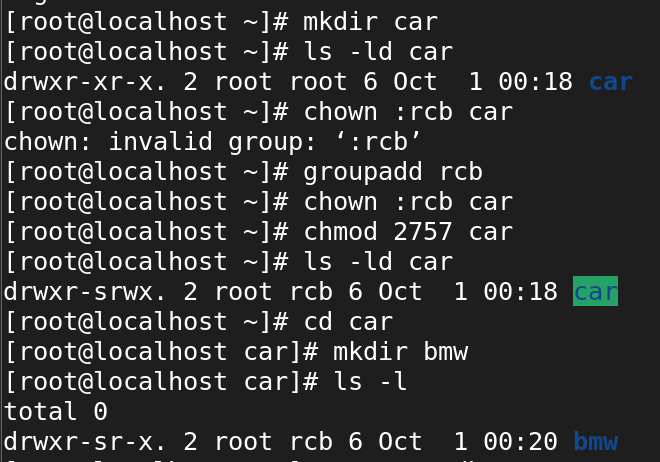 [root@localhost ~]# mkdir car
[root@localhost ~]# ls -ld car
drwxr-xr-x. 2 root root 6 Oct  1 00:18 car
[root@localhost ~]# chown :rcb car
chown: invalid group: ‘:rcb’
[root@localhost ~]# groupadd rcb
[root@localhost ~]# chown :rcb car
[root@localhost ~]# chmod 2757 car
[root@localhost ~]# ls -ld car
drwxr-srwx. 2 root rcb 6 Oct  1 00:18 car
[root@localhost ~]# cd car
[root@localhost car]# mkdir bmw
[root@localhost car]# ls -l
total 0
drwxr-sr-x. 2 root rcb 6 Oct  1 00:20 bmw